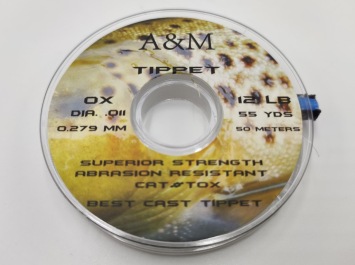 A&M
TIPPET
0X 12 LB
DIA. .011 55 YDS
0.279 MM 50 METERS
SUPERIOR STRENGTH
ABRASION RESISTANT
CAT# TOX
BEST CAST TIPPET